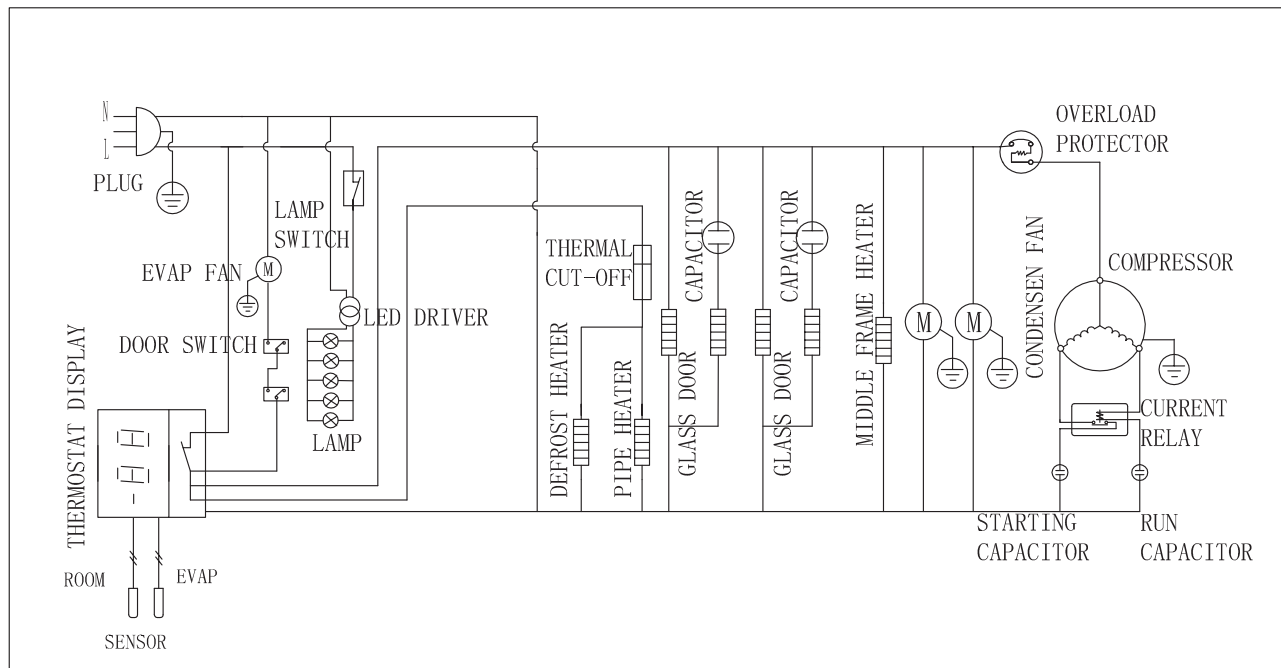 N
L
PLUG
LAMP
SWITCH
EVAP FAN
M
DOOR SWITCH
LED DRIVER
LAMP
THERMOSTAT DISPLAY
ROOM
EVAP
SENSOR
THERMAL
CUT-OFF
DEFROST HEATER
PIPE HEATER
GLASS DOOR
CAPACITOR
GLASS DOOR
CAPACITOR
MIDDLE FRAME HEATER
M
M
CONDENSEN FAN
OVERLOAD
PROTECTOR
COMPRESSOR
CURRENT
RELAY
STARTING
CAPACITOR
RUN
CAPACITOR